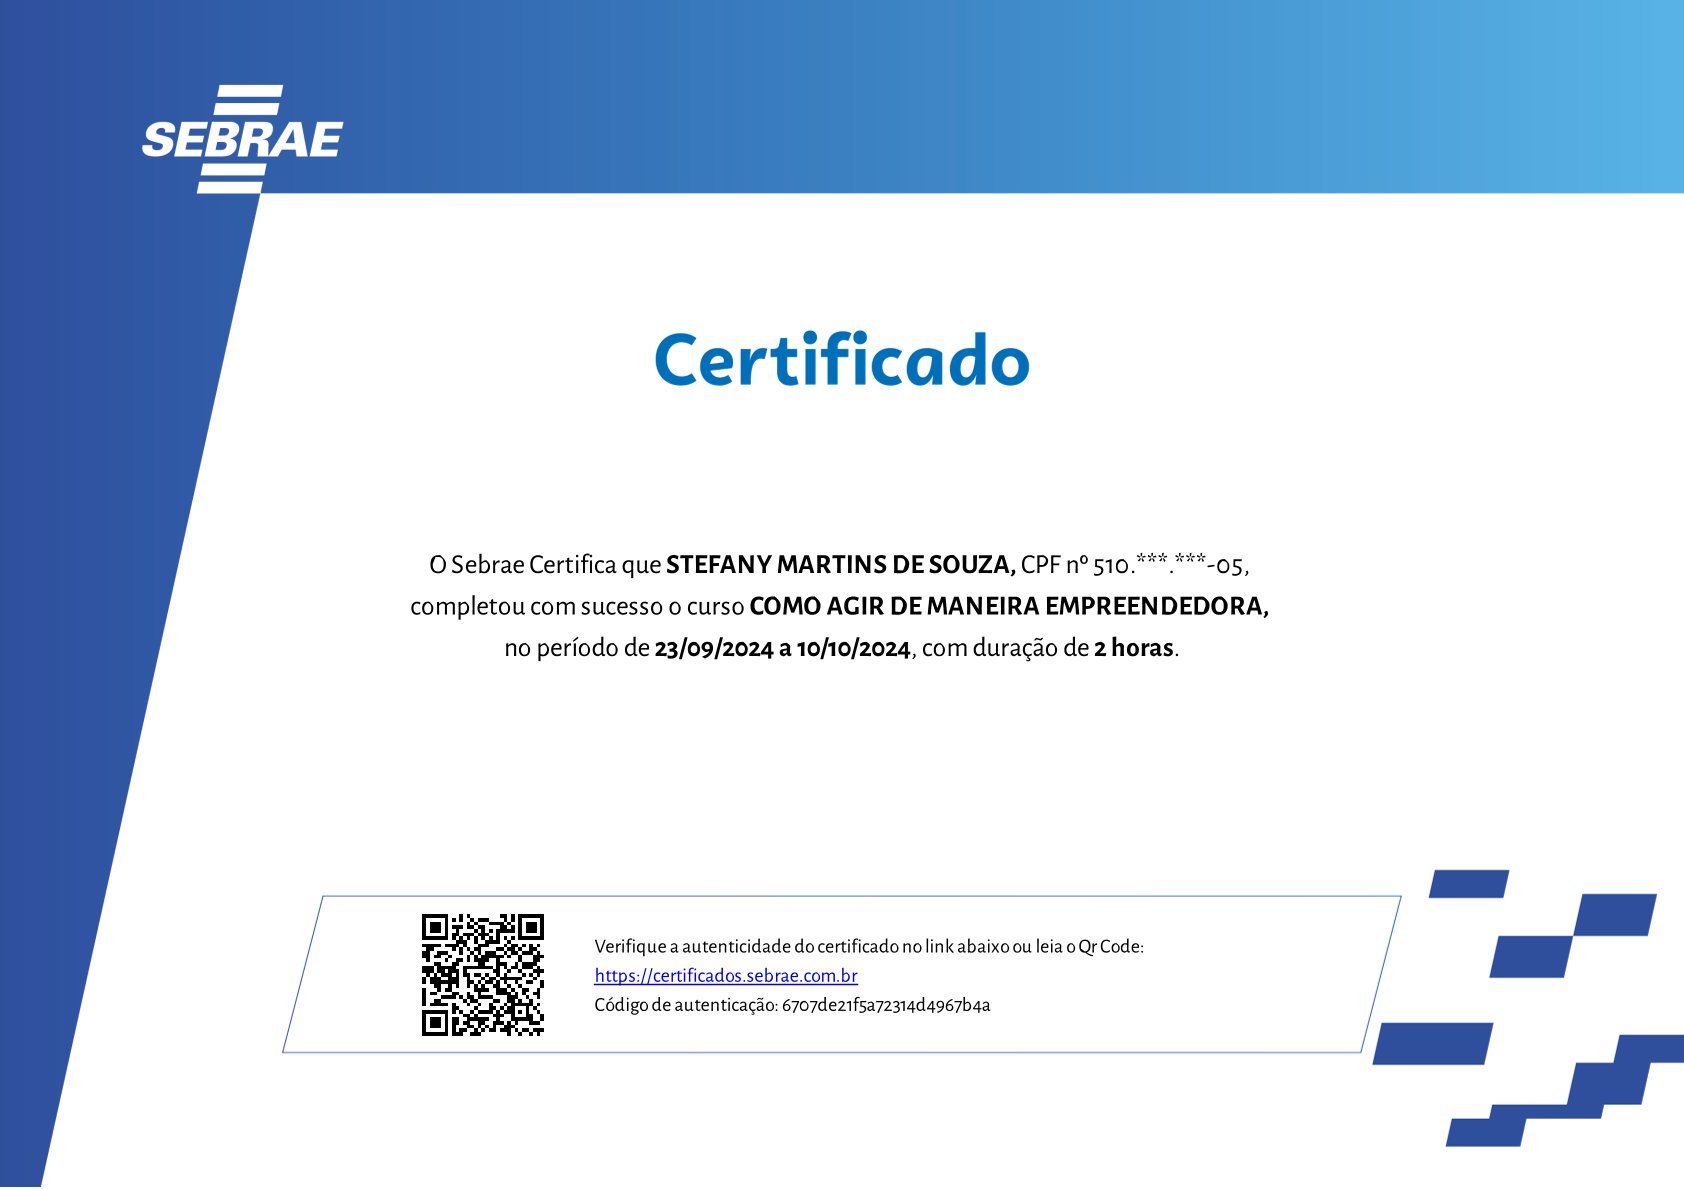 SEBRAE
Certificado
O Sebrae Certifica que STEFANY MARTINS DE SOUZA, CPF nº 510.***.***-05,
completou com sucesso o curso COMO AGIR DE MANEIRA EMPREENDEDORA,
no período de 23/09/2024 a 10/10/2024, com duração de 2 horas.
Verifique a autenticidade do certificado no link abaixo ou leia o Qr Code:
https://certificados.sebrae.com.br
Código de autenticação: 6707de21f5a72314d4967b4a